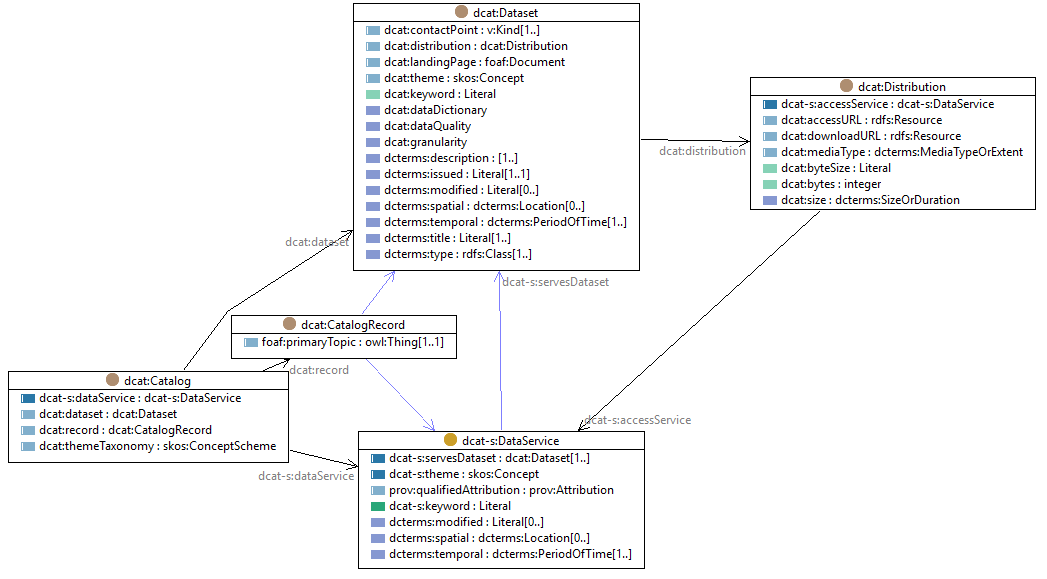 dcat:Dataset
dcat:contactPoint : v:Kind[1..]
dcat:distribution : dcat:Distribution
dcat:landingPage : foaf:Document
dcat:theme : skos:Concept
dcat:keyword : Literal
dcat:dataDictionary
dcat:dataQuality
dcat:granularity
dcterms:description : [1..]
dcterms:issued : Literal[1..1]
dcterms:modified : Literal[0..]
dcterms:spatial : dcterms:Location[0..]
dcterms:temporal : dcterms:PeriodOfTime[1..]
dcterms:title : Literal[1..]
dcterms:type : rdfs:Class[1..]
dcat:Distribution
dcat-s:accessService : dcat-s:DataService
dcat:accessURL : rdfs:Resource
dcat:downloadURL : rdfs:Resource
dcat:mediaType : dcterms:MediaTypeOrExtent
dcat:byteSize : Literal
dcat:bytes : integer
dcat:size : dcterms:SizeOrDuration
dcat:distribution
dcat:dataset
dcat-s:servesDataset
dcat:CatalogRecord
foaf:primaryTopic : owl:Thing[1..1]
dcat:record
dcat:Catalog
dcat-s:dataService : dcat-s:DataService
dcat:dataset : dcat:Dataset
dcat:record : dcat:CatalogRecord
dcat:themeTaxonomy : skos:ConceptScheme
dcat-s:accessService
dcat-s:dataService
dcat-s:DataService
dcat-s:servesDataset : dcat:Dataset[1..]
dcat-s:theme : skos:Concept
prov:qualifiedAttribution : prov:Attribution
dcat-s:keyword : Literal
dcterms:modified : Literal[0..]
dcterms:spatial : dcterms:Location[0..]
dcterms:temporal : dcterms:PeriodOfTime[1..]